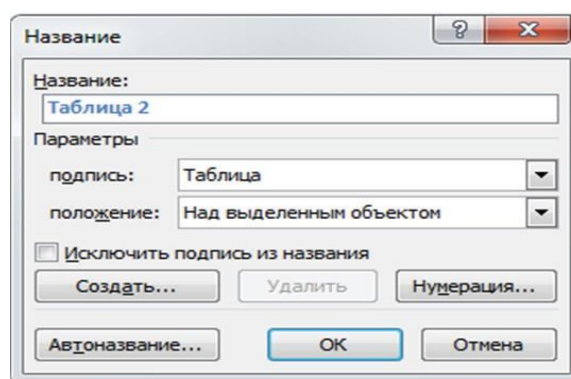 Название
Название:
Таблица 2
Параметры
подпись: Таблица
положение: Над выделенным объектом
Исключить подпись из названия
Создать... Удалить Нумерация...
Автоназвание... ОК Отмена